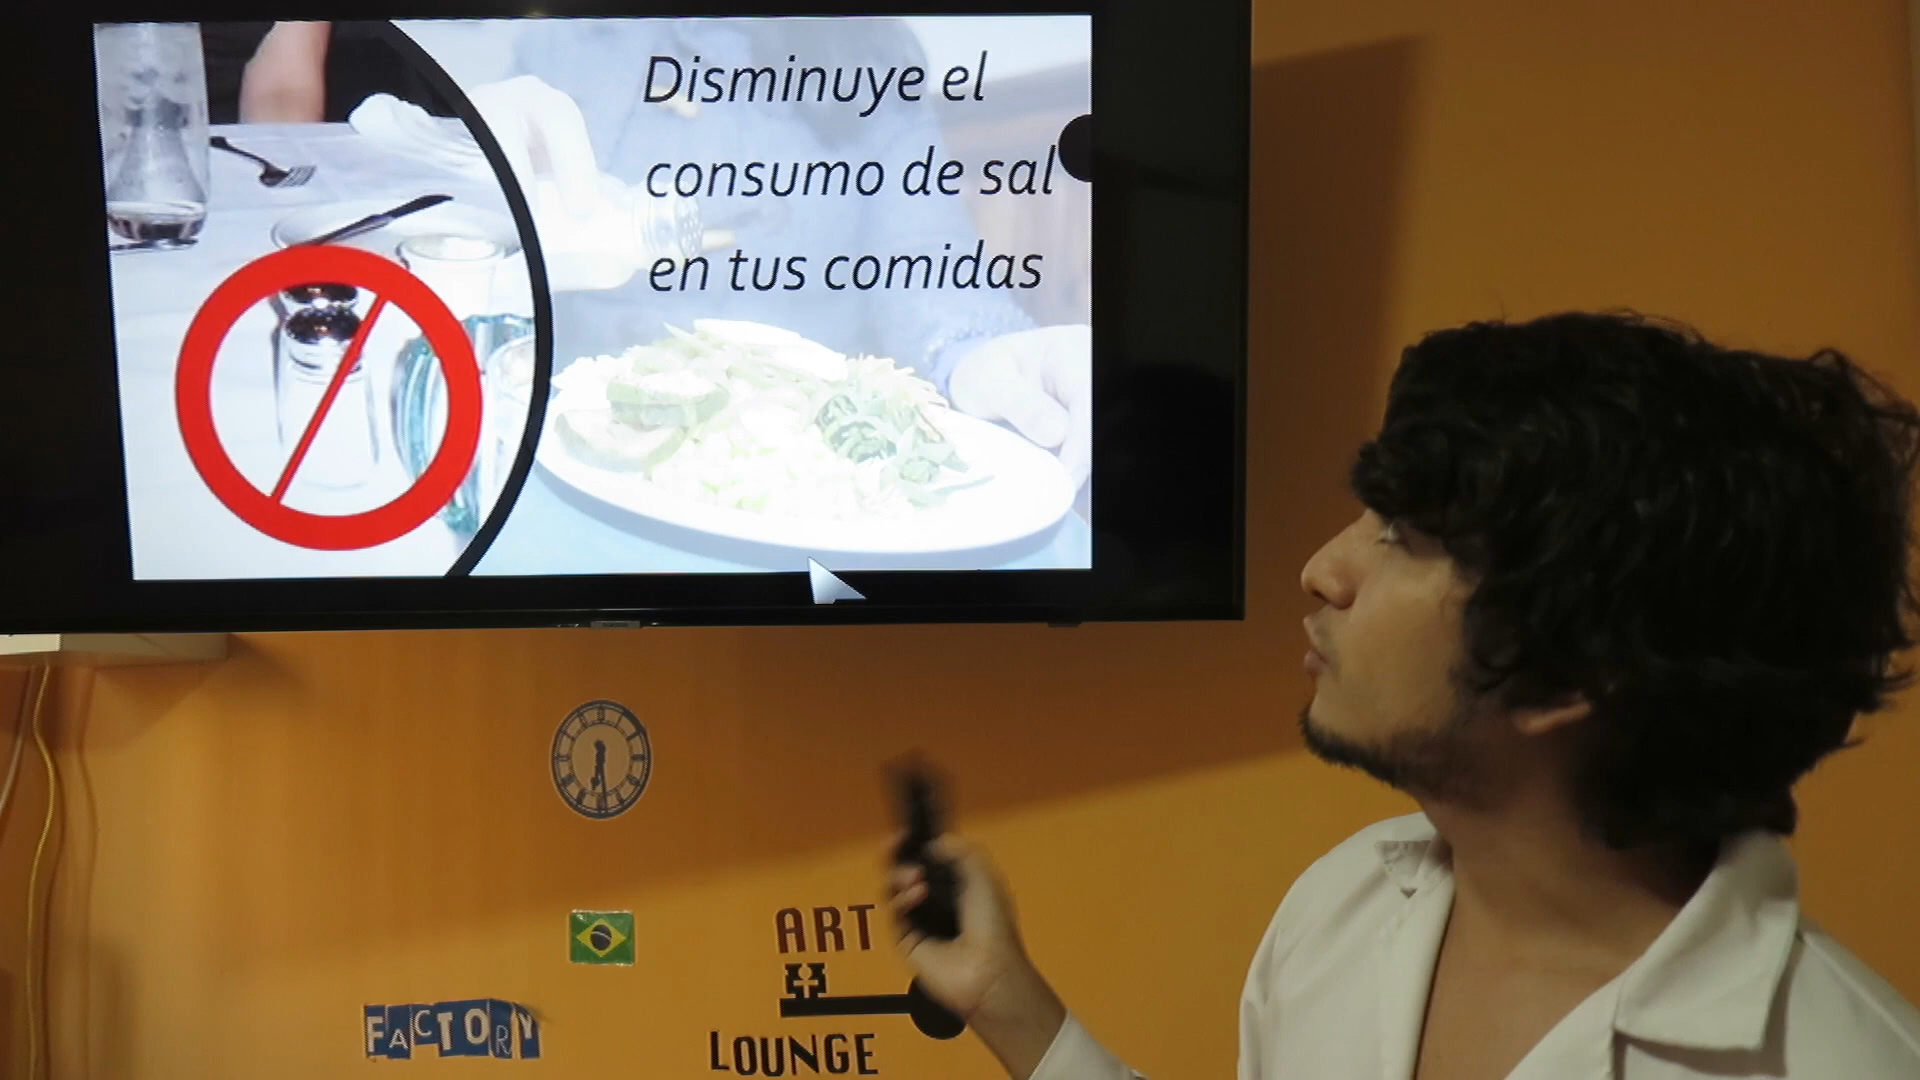 Disminuye el
consumo de sal
en tus comidas
ART
LOUNGE
FACTORY